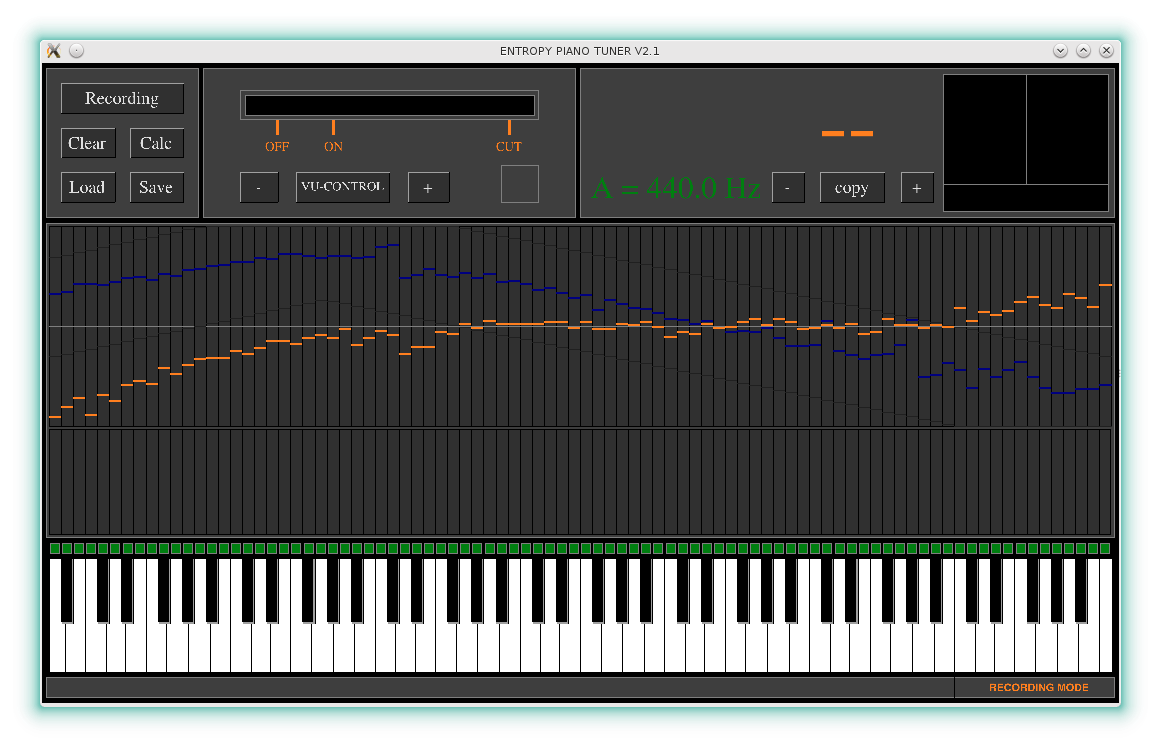 ENTROPY PIANO TUNER V2.1
Recording
Clear
Calc
Load
Save
OFF
ON
CUT
-
VU-CONTROL
+
A = 440.0 Hz
-
copy
+
RECORDING MODE